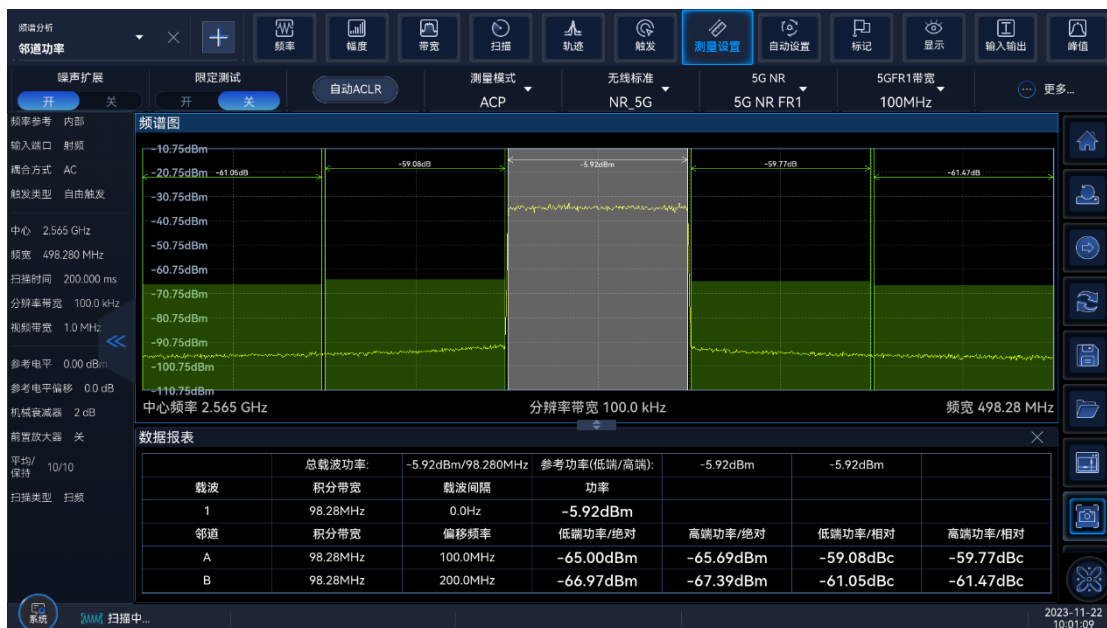 频谱分析
邻道功率
频率 幅度 带宽 扫描 轨迹 触发 测量设置 自动设置 标记 显示 输入输出 峰值
噪声扩展 限定测试 自动ACLR 测量模式 无线标准 5G NR 5GFR1带宽 更多...
开 关 开 关 ACP NR_5G 5G NR FR1 100MHz
频率参考 内部
输入端口 射频
耦合方式 AC
触发类型 自由触发
中心 2.565 GHz
频宽 498.280 MHz
扫描时间 200.000 ms
分辨率带宽 100.0 kHz
视频带宽 1.0 MHz
参考电平 0.00 dBm
参考电平偏移 0.0 dB
机械衰减器 2 dB
前置放大器 关
平均/保持 10/10
扫描类型 扫频
频谱图
-10.75dBm
-59.08dB -5.92dBm -59.77dB
-20.75dBm -61.05dB -61.47dB
-30.75dBm
-40.75dBm
-50.75dBm
-60.75dBm
-70.75dBm
-80.75dBm
-90.75dBm
-100.75dBm
-110.75dBm
中心频率 2.565 GHz 分辨率带宽 100.0 kHz 频宽 498.28 MHz
数据报表
总载波功率: -5.92dBm/98.280MHz 参考功率(低端/高端): -5.92dBm -5.92dBm
载波 积分带宽 载波间隔 功率
1 98.28MHz 0.0Hz -5.92dBm
邻道 积分带宽 偏移频率 低端功率/绝对 高端功率/绝对 低端功率/相对 高端功率/相对
A 98.28MHz 100.0MHz -65.00dBm -65.69dBm -59.08dBc -59.77dBc
B 98.28MHz 200.0MHz -66.97dBm -67.39dBm -61.05dBc -61.47dBc
系统 扫描中...
2023-11-22
10:01:09